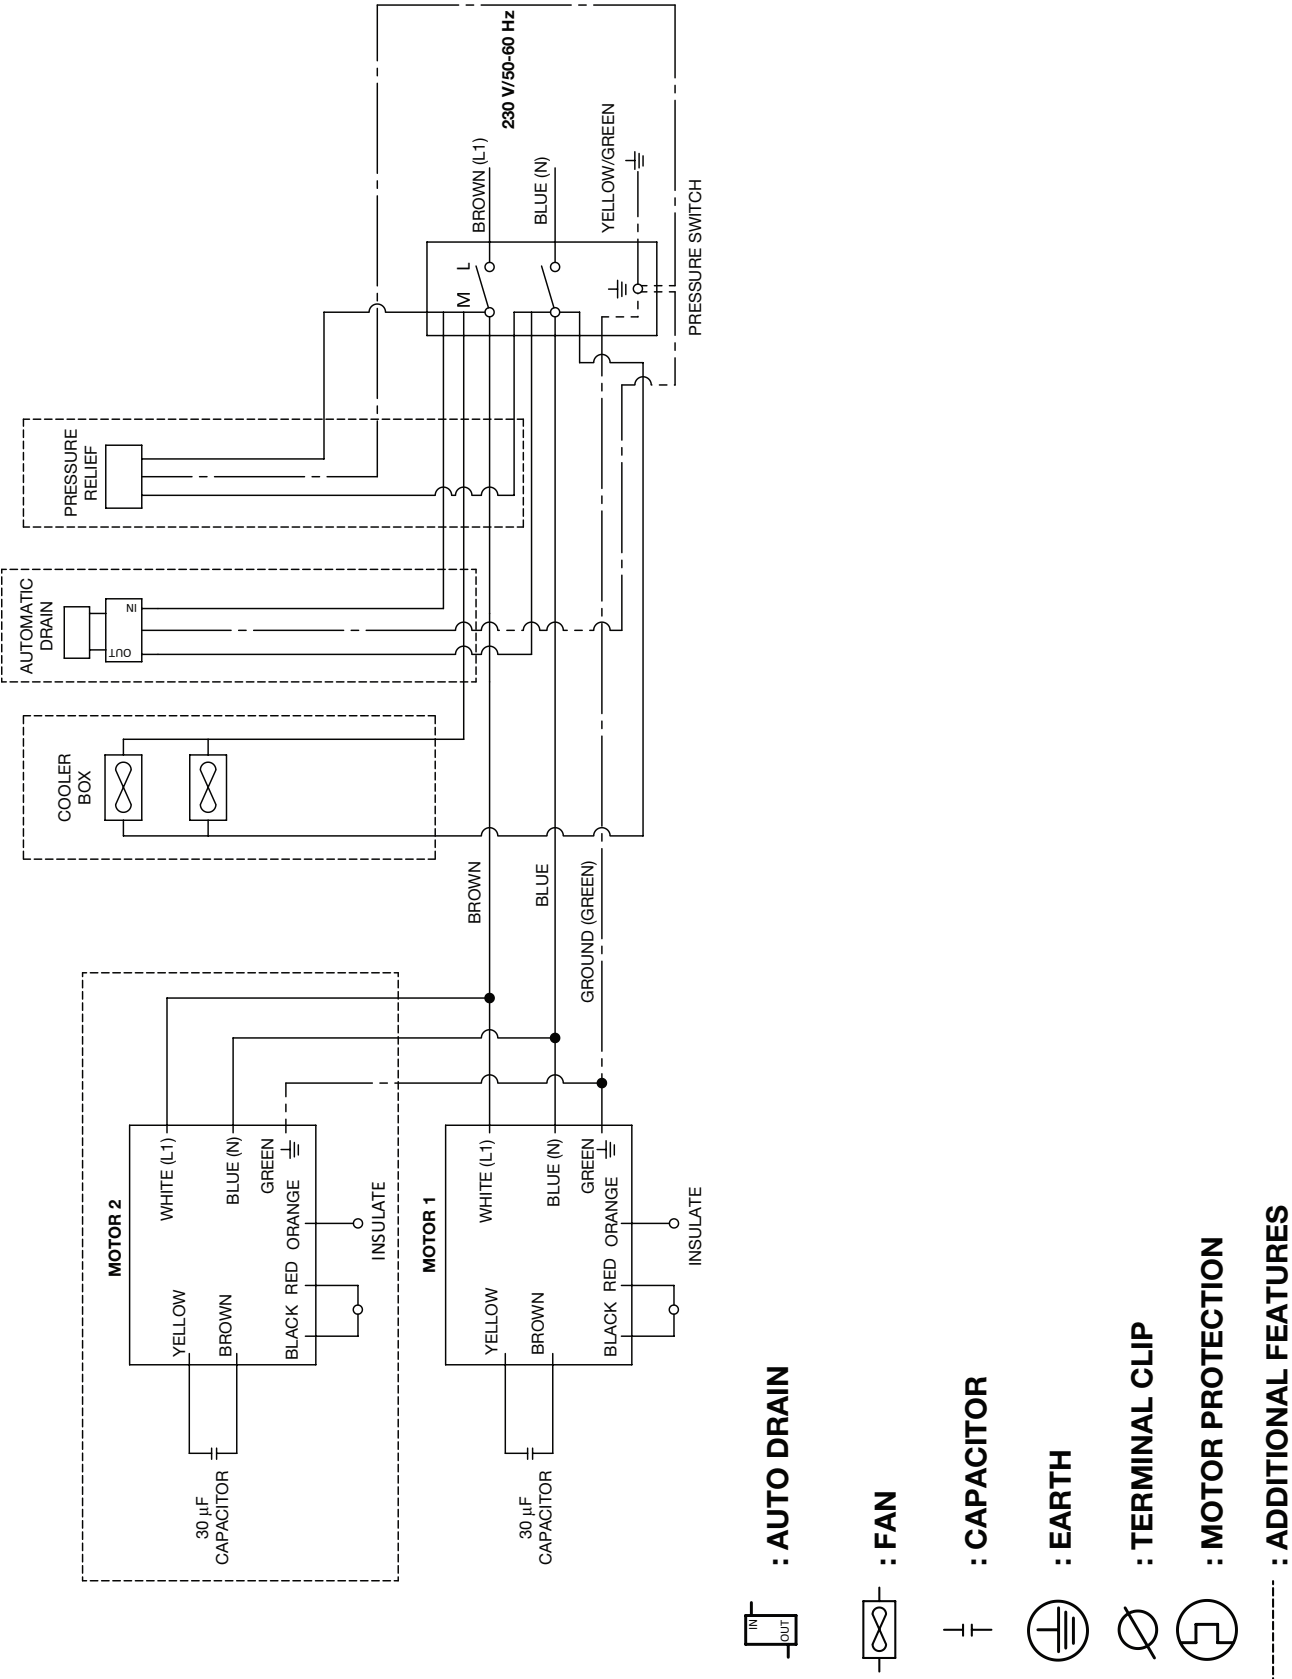 230 V/50-60 Hz
BROWN (L1)
BLUE (N)
YELLOW/GREEN
L
M
PRESSURE SWITCH
PRESSURE
RELIEF
AUTOMATIC
DRAIN
IN
OUT
COOLER
BOX
BROWN
BLUE
GROUND (GREEN)
MOTOR 2
WHITE (L1)
BLUE (N)
GREEN
YELLOW
BROWN
BLACK RED ORANGE
INSULATE
30 µF
CAPACITOR
MOTOR 1
WHITE (L1)
BLUE (N)
GREEN
YELLOW
BROWN
BLACK RED ORANGE
INSULATE
30 µF
CAPACITOR
IN
OUT
: AUTO DRAIN
: FAN
: CAPACITOR
: EARTH
: TERMINAL CLIP
: MOTOR PROTECTION
: ADDITIONAL FEATURES